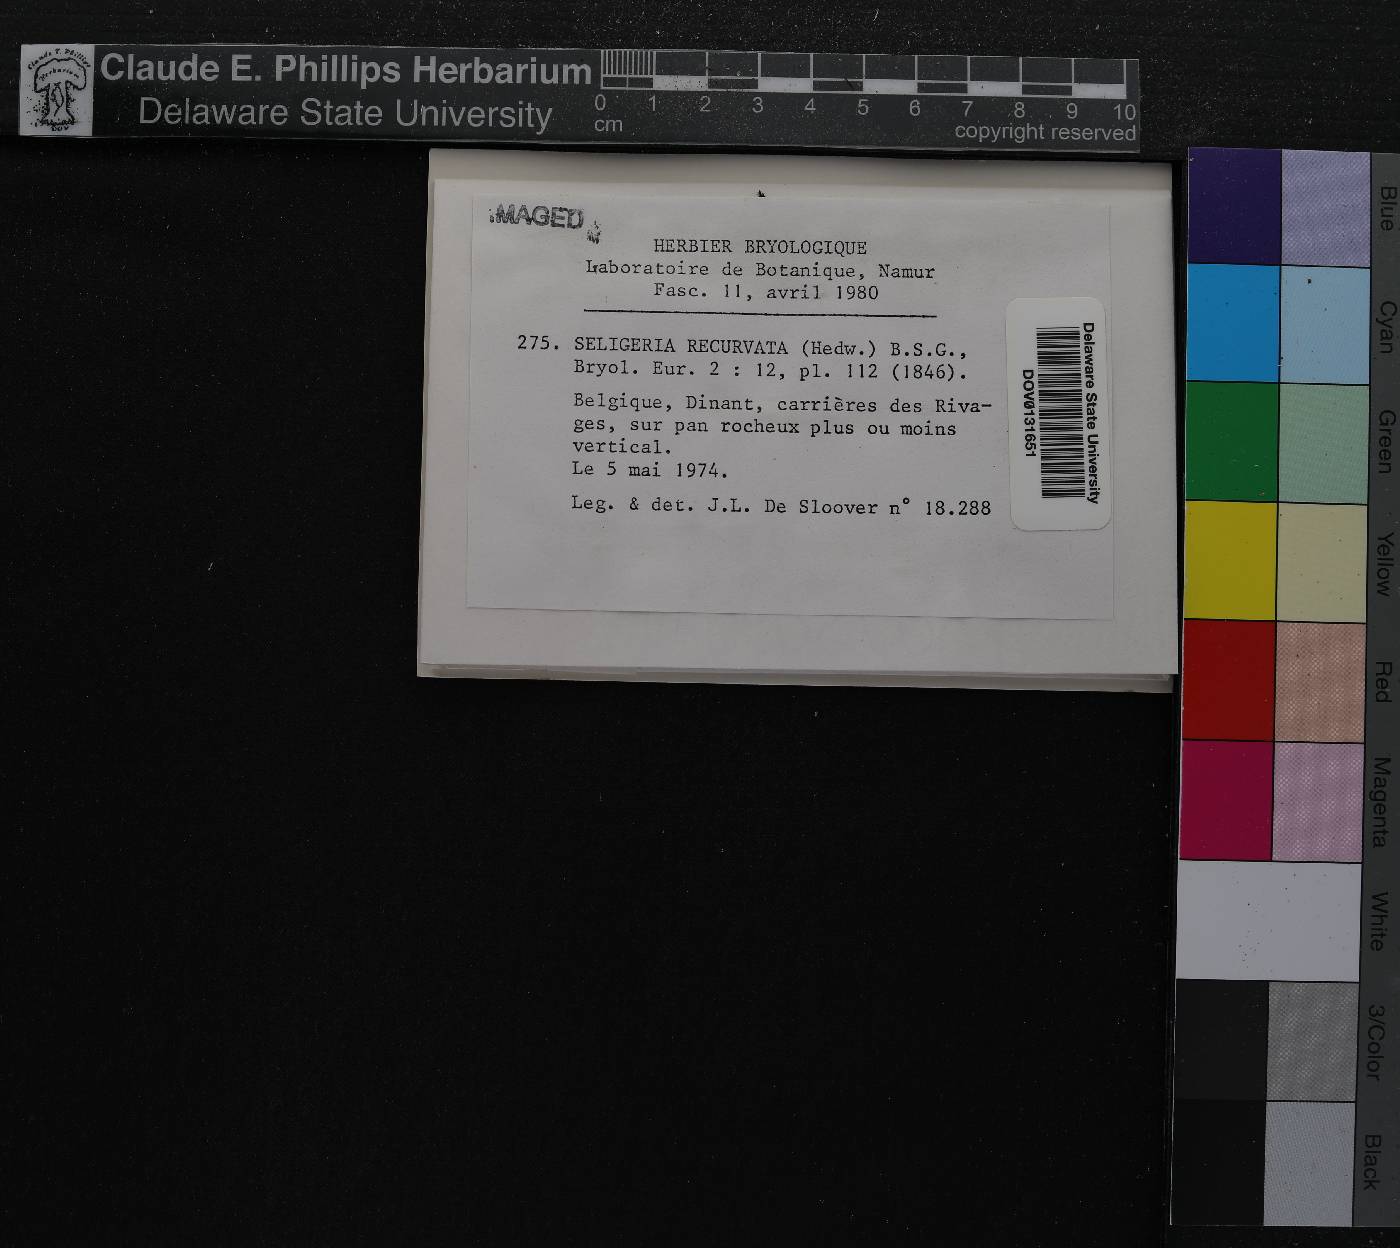 Claude E. Phillips Herbarium
Delaware State University
0 1 2 3 4 5 6 7 8 9 10
cm
copyright reserved
IMAGED
HERBIER BRYOLOGIQUE
Laboratoire de Botanique, Namur
Fasc. 11, avril 1980
275. SELIGERIA RECURVATA (Hedw.) B.S.G.,
Bryol. Eur. 2 : 12, pl. 112 (1846).
Belgique, Dinant, carrières des Riva-
ges, sur pan rocheux plus ou moins
vertical.
Le 5 mai 1974.
Leg. & det. J.L. De Sloover n° 18.288
Delaware State University
DOV0131651
Blue
Cyan
Green
Yellow
Red
Magenta
White
3/Color
Black